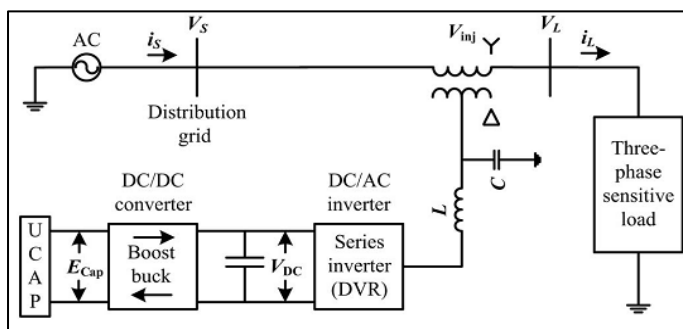 AC
i_S
V_S
V_inj
Y
V_L
i_L
Distribution
grid
Δ
Three-
phase
sensitive
load
C
L
DC/DC
converter
DC/AC
inverter
U
C
A
P
E_Cap
Boost
buck
V_DC
Series
inverter
(DVR)